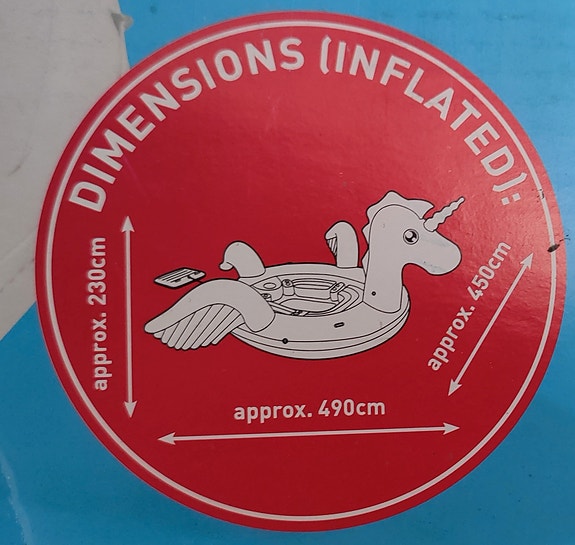 DIMENSIONS (INFLATED):
approx. 230cm
approx. 450cm
approx. 490cm